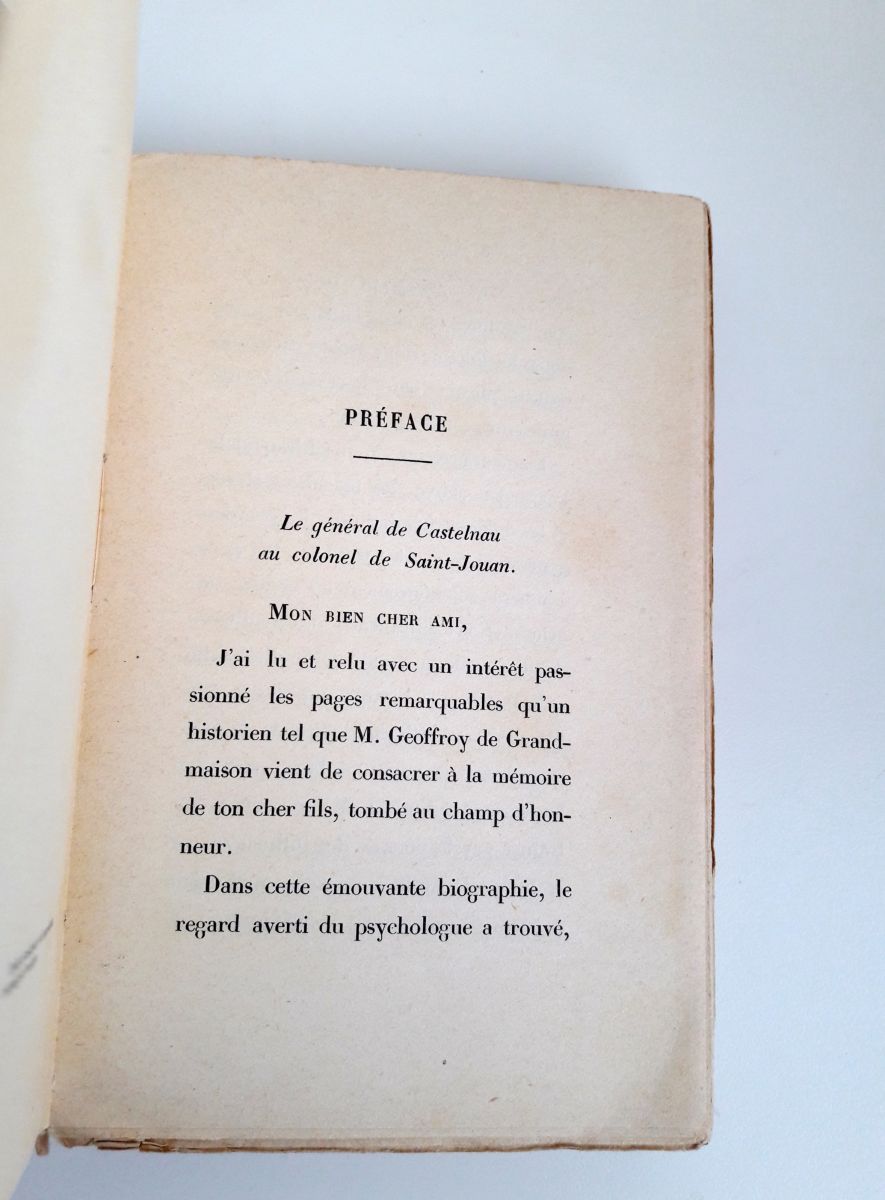 PRÉFACE
Le général de Castelnau
au colonel de Saint-Jouan.
MON BIEN CHER AMI,
J'ai lu et relu avec un intérêt pas-
sionné les pages remarquables qu'un
historien tel que M. Geoffroy de Grand-
maison vient de consacrer à la mémoire
de ton cher fils, tombé au champ d'hon-
neur.
Dans cette émouvante biographie, le
regard averti du psychologue a trouvé,